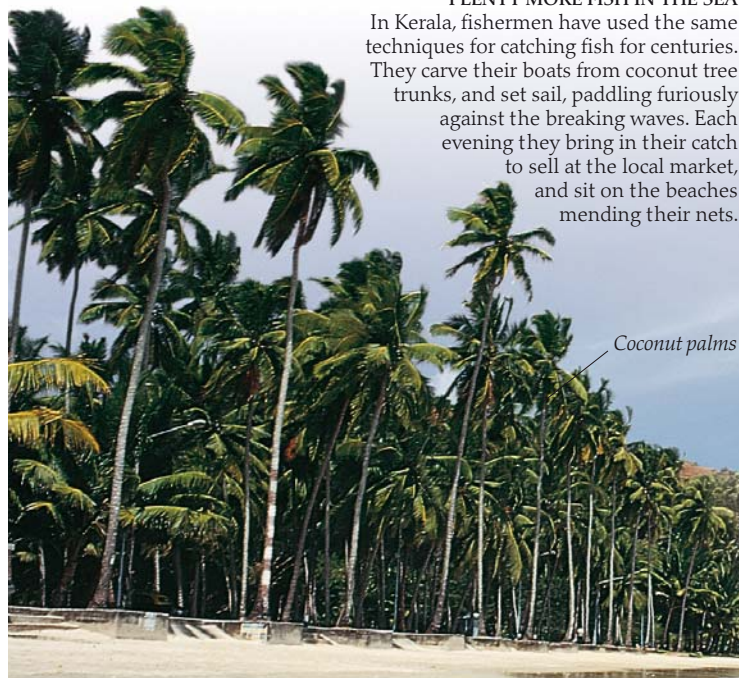 PLENTY MORE FISH IN THE SEA
In Kerala, fishermen have used the same
techniques for catching fish for centuries.
They carve their boats from coconut tree
trunks, and set sail, paddling furiously
against the breaking waves. Each
evening they bring in their catch
to sell at the local market,
and sit on the beaches
mending their nets.
Coconut palms